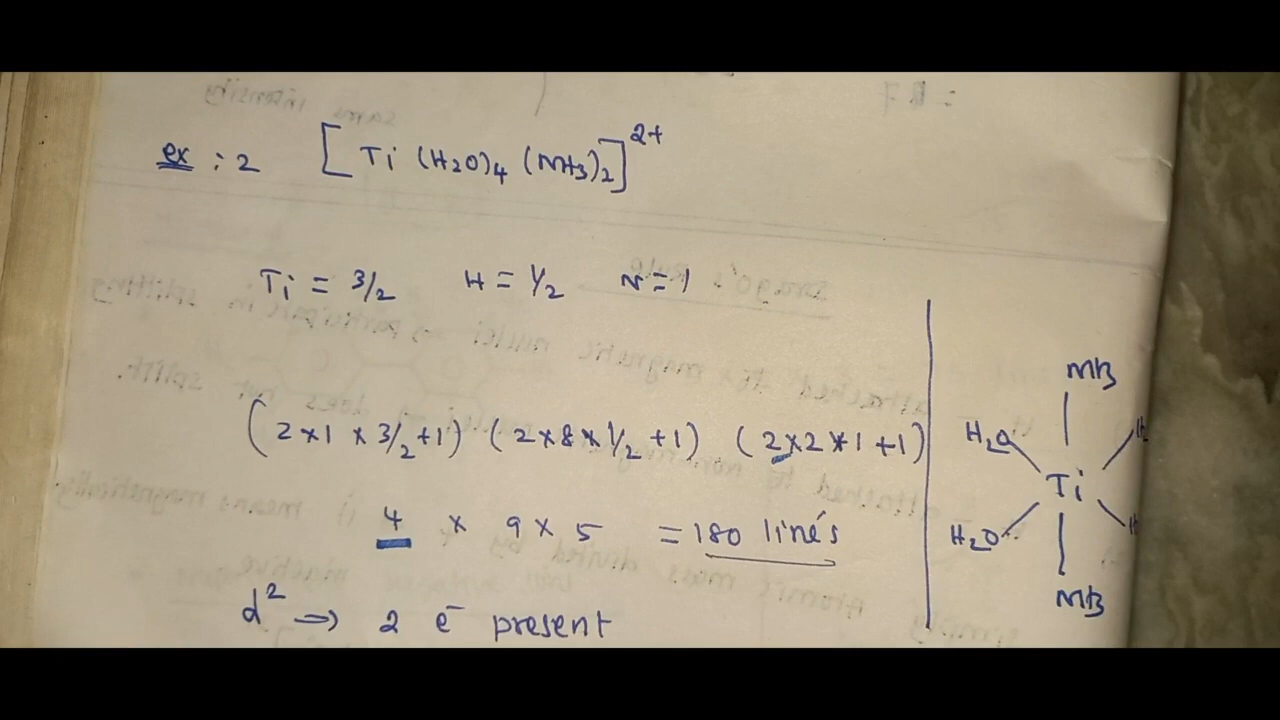 ex : 2 [Ti (H2O)4 (NH3)2]2+
Ti = 3/2 H = 1/2 N = 1
(2×1×3/2+1) (2×8×1/2+1) (2×2×1+1)
4 × 9 × 5 = 180 lines
d2 ⇒ 2 e- present
NH3
H2O
Ti
H2O
NH3